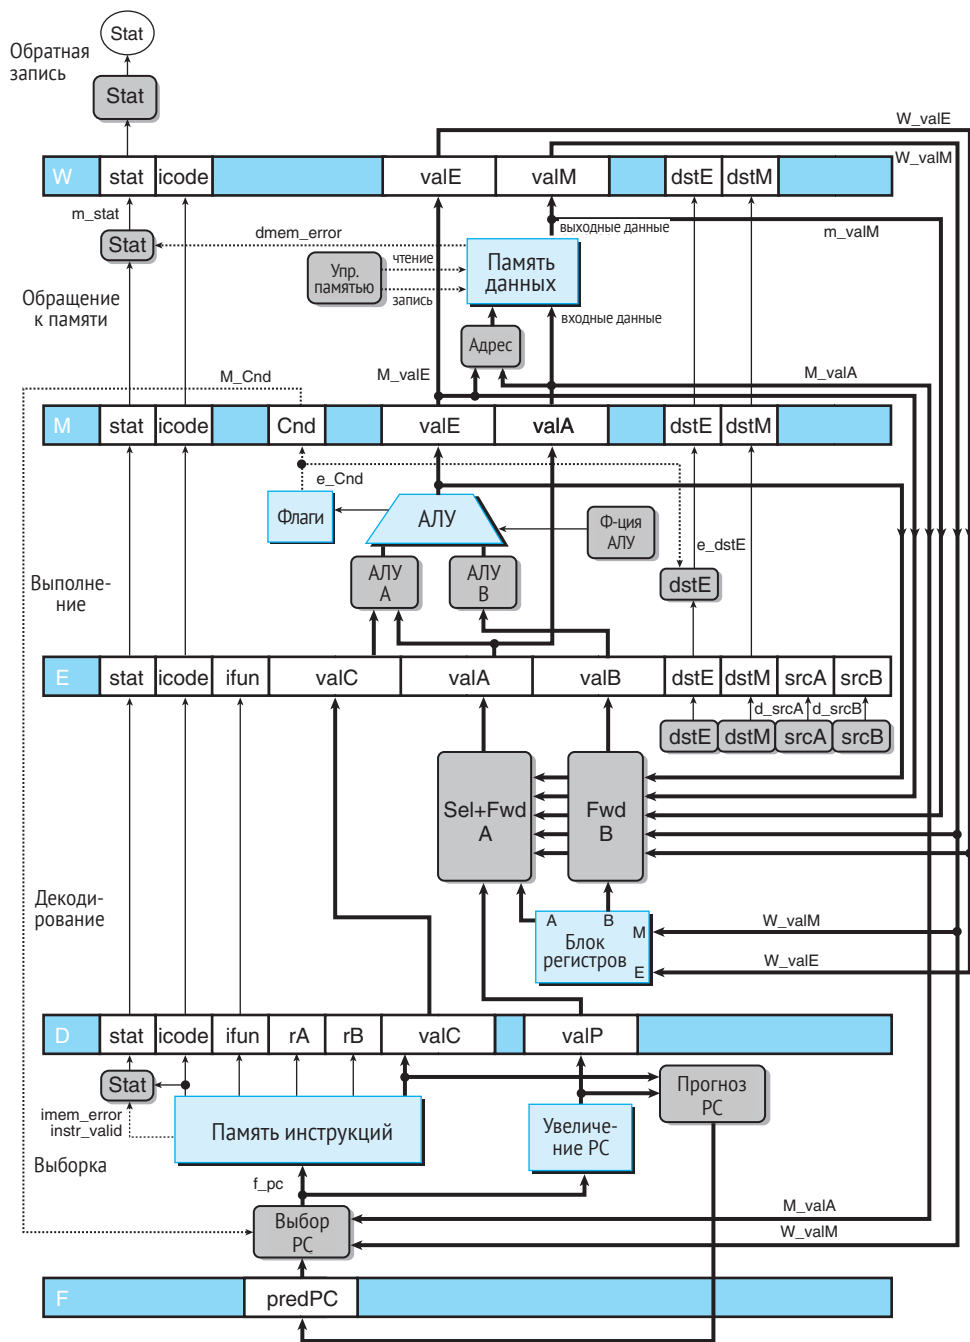 Stat
Обратная
запись
Stat
W_valE
W_valM
W
stat
icode
valE
valM
dstE
dstM
m_stat
Stat
dmem_error
выходные данные
m_valM
Упр.
памятью
чтение
запись
Память
данных
Обращение
к памяти
входные данные
Адрес
M_Cnd
M_valE
M_valA
M
stat
icode
Cnd
valE
valA
dstE
dstM
e_Cnd
Флаги
АЛУ
Ф-ция
АЛУ
e_dstE
АЛУ
A
АЛУ
B
dstE
Выполне-
ние
E
stat
icode
ifun
valC
valA
valB
dstE
dstM
srcA
srcB
d_srcA
d_srcB
dstE
dstM
srcA
srcB
Sel+Fwd
A
Fwd
B
Декоди-
рование
A
B
M
E
Блок
регистров
W_valM
W_valE
D
stat
icode
ifun
rA
rB
valC
valP
Stat
imem_error
instr_valid
Память инструкций
Увеличе-
ние PC
Прогноз
PC
Выборка
f_pc
Выбор
PC
M_valA
W_valM
F
predPC